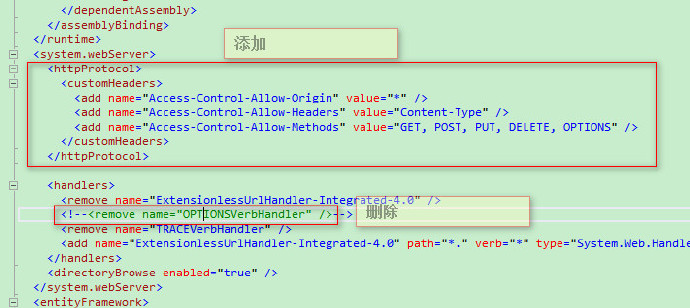 </dependentAssembly>
</assemblyBinding>
</runtime>
<system.webServer>
添加
<httpProtocol>
<customHeaders>
<add name="Access-Control-Allow-Origin" value="*" />
<add name="Access-Control-Allow-Headers" value="Content-Type" />
<add name="Access-Control-Allow-Methods" value="GET, POST, PUT, DELETE, OPTIONS" />
</customHeaders>
</httpProtocol>
<handlers>
<remove name="ExtensionlessUrlHandler-Integrated-4.0" />
<!--<remove name="OPTIONSVerbHandler" />-->
删除
<remove name="TRACEVerbHandler" />
<add name="ExtensionlessUrlHandler-Integrated-4.0" path="*." verb="*" type="System.Web.Handle
</handlers>
<directoryBrowse enabled="true" />
</system.webServer>
<entityFramework>